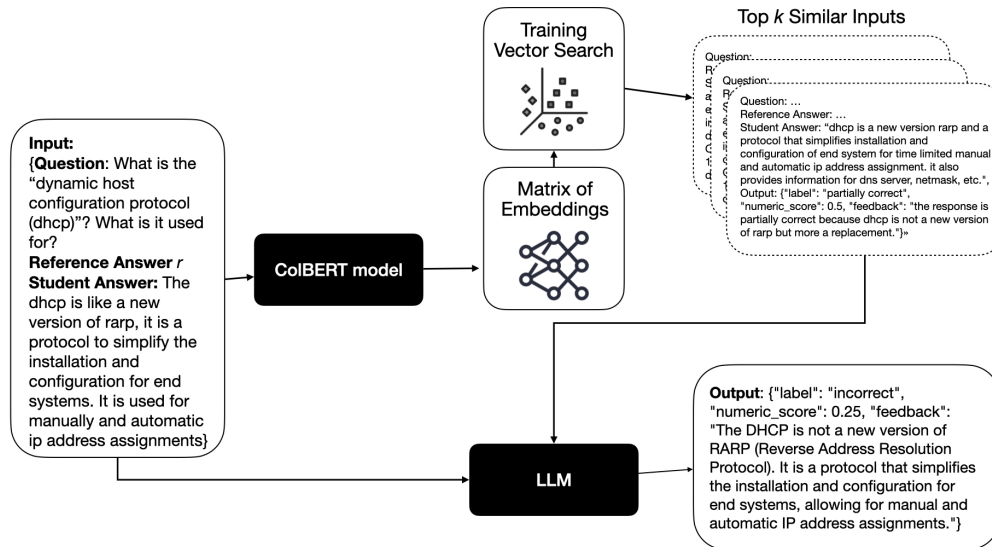 Top k Similar Inputs
Training
Vector Search
Question:
Question:
Question: ...
Reference Answer: ...
Student Answer: "dhcp is a new version rarp and a
protocol that simplifies installation and
configuration of end system for time limited manual
and automatic ip address assignment. it also
provides information for dns server, netmask, etc.",
Output: {"label": "partially correct",
"numeric_score": 0.5, "feedback": "the response is
partially correct because dhcp is not a new version
of rarp but more a replacement."}»
Input:
{Question: What is the
"dynamic host
configuration protocol
(dhcp)"? What is it used
for?
Reference Answer r
Student Answer: The
dhcp is like a new
version of rarp, it is a
protocol to simplify the
installation and
configuration for end
systems. It is used for
manually and automatic
ip address assignments}
ColBERT model
Matrix of
Embeddings
LLM
Output: {"label": "incorrect",
"numeric_score": 0.25, "feedback":
"The DHCP is not a new version of
RARP (Reverse Address Resolution
Protocol). It is a protocol that simplifies
the installation and configuration for
end systems, allowing for manual and
automatic IP address assignments."}